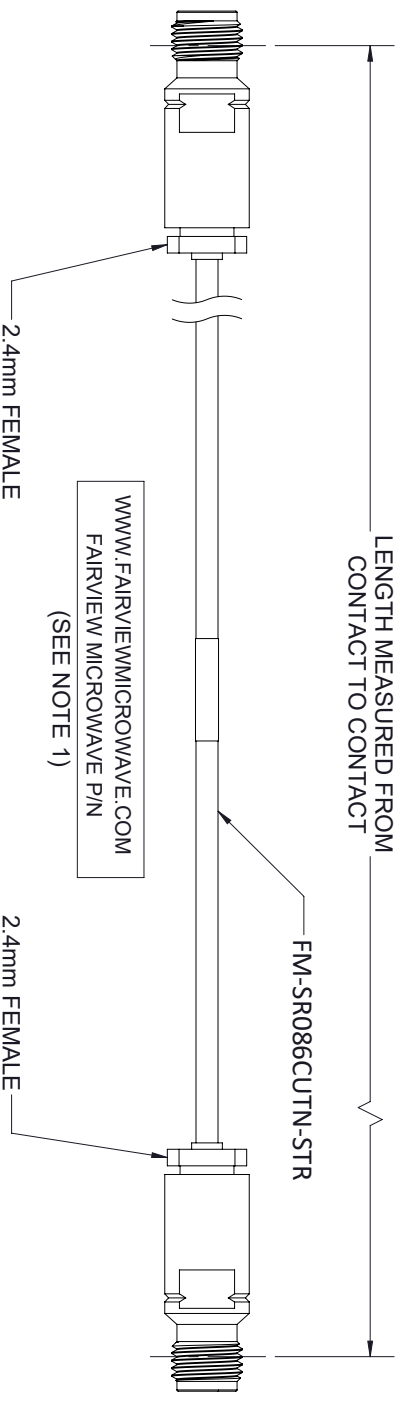 LENGTH MEASURED FROM
CONTACT TO CONTACT
FM-SR086CUTN-STR
WWW.FAIRVIEWMICROWAVE.COM
FAIRVIEW MICROWAVE P/N
(SEE NOTE 1)
2.4mm FEMALE
2.4mm FEMALE